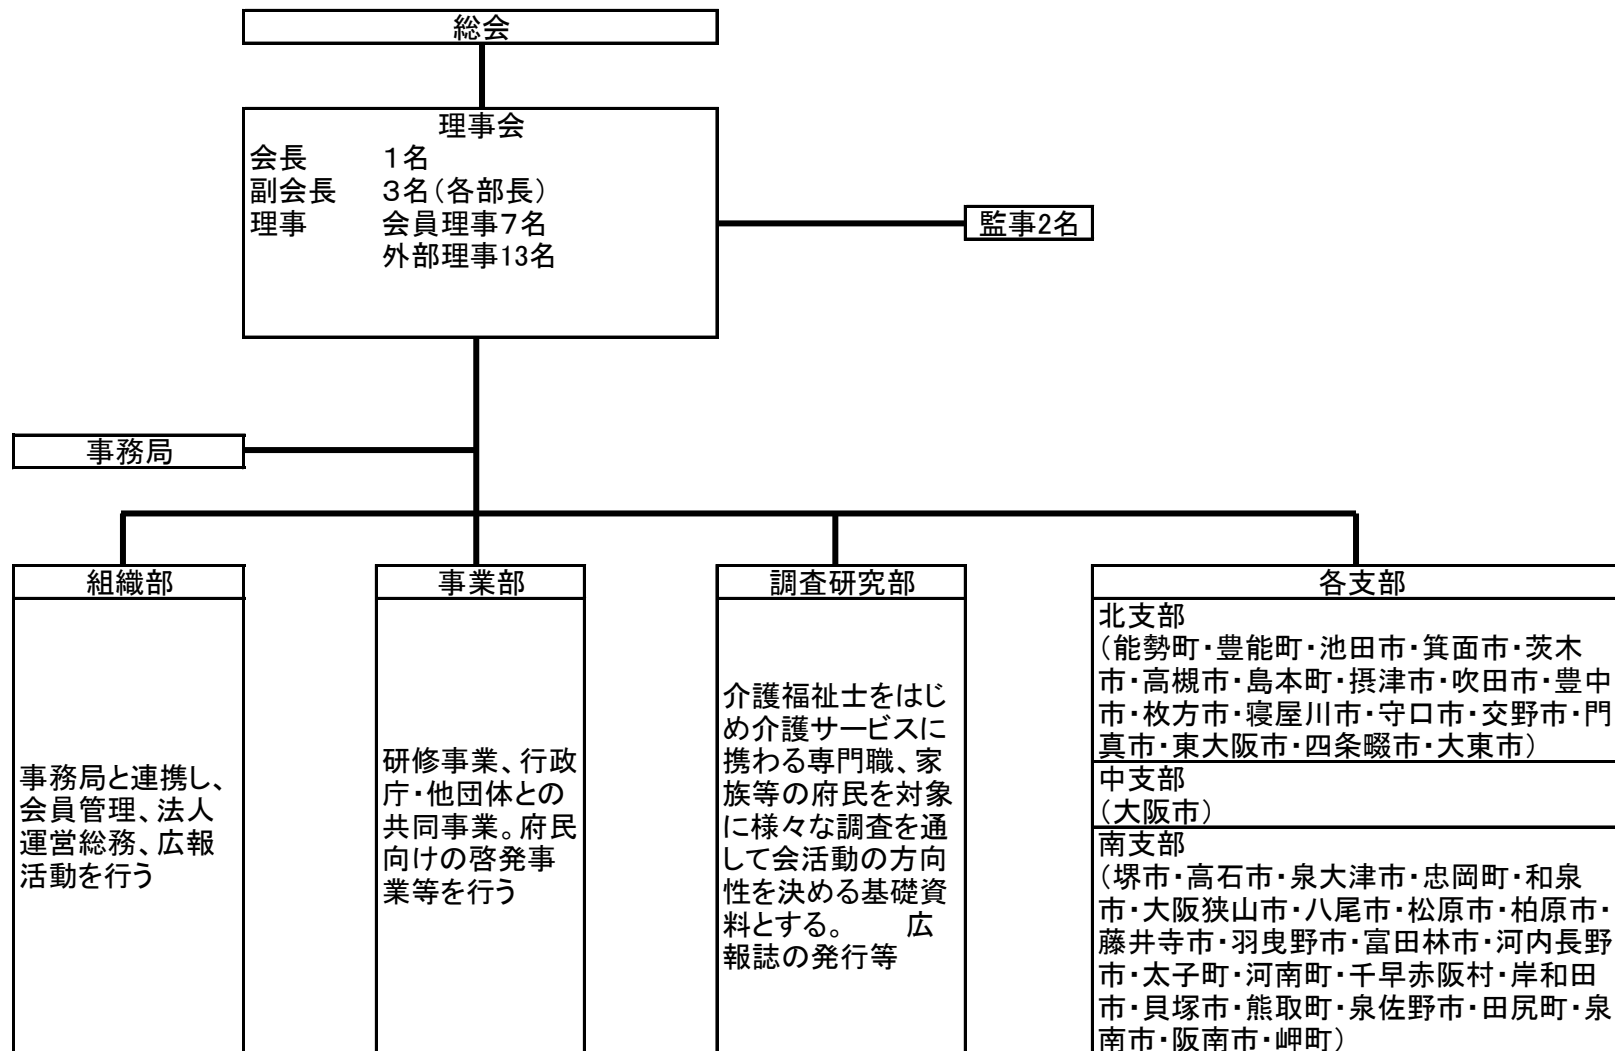 総会
理事会
会長　　1名
副会長　3名(各部長)
理事　　会員理事7名
外部理事13名
監事2名
事務局
組織部
事務局と連携し、
会員管理、法人
運営総務、広報
活動を行う
事業部
研修事業、行政
庁・他団体との
共同事業。府民
向けの啓発事
業等を行う
調査研究部
介護福祉士をはじ
め介護サービスに
携わる専門職、家
族等の府民を対象
に様々な調査を通
して会活動の方向
性を決める基礎資
料とする。　　広
報誌の発行等
各支部
北支部
(能勢町・豊能町・池田市・箕面市・茨木
市・高槻市・島本町・摂津市・吹田市・豊中
市・枚方市・寝屋川市・守口市・交野市・門
真市・東大阪市・四条畷市・大東市)
中支部
(大阪市)
南支部
(堺市・高石市・泉大津市・忠岡町・和泉
市・大阪狭山市・八尾市・松原市・柏原市・
藤井寺市・羽曳野市・富田林市・河内長野
市・太子町・河南町・千早赤阪村・岸和田
市・貝塚市・熊取町・泉佐野市・田尻町・泉
南市・阪南市・岬町)